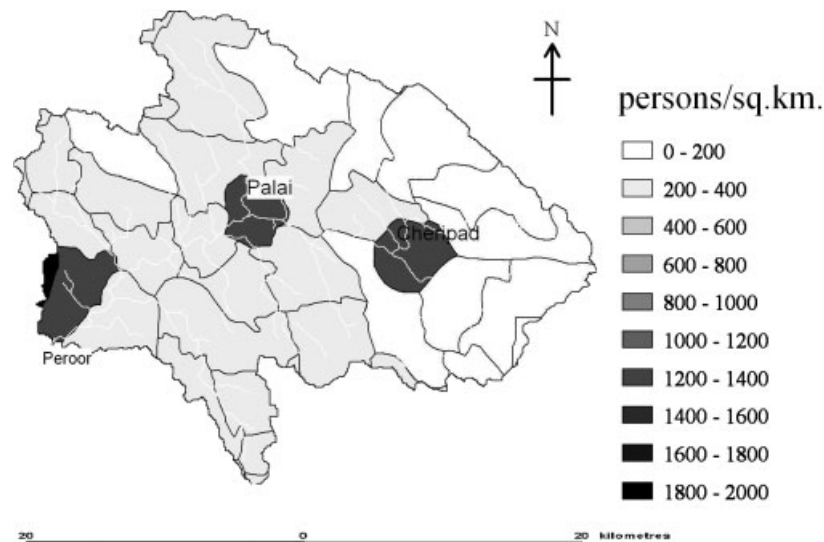 N
persons/sq.km.
0 - 200
200 - 400
400 - 600
600 - 800
800 - 1000
1000 - 1200
1200 - 1400
1400 - 1600
1600 - 1800
1800 - 2000
Palai
Cheripad
Peroor
20 0 20 kilometres